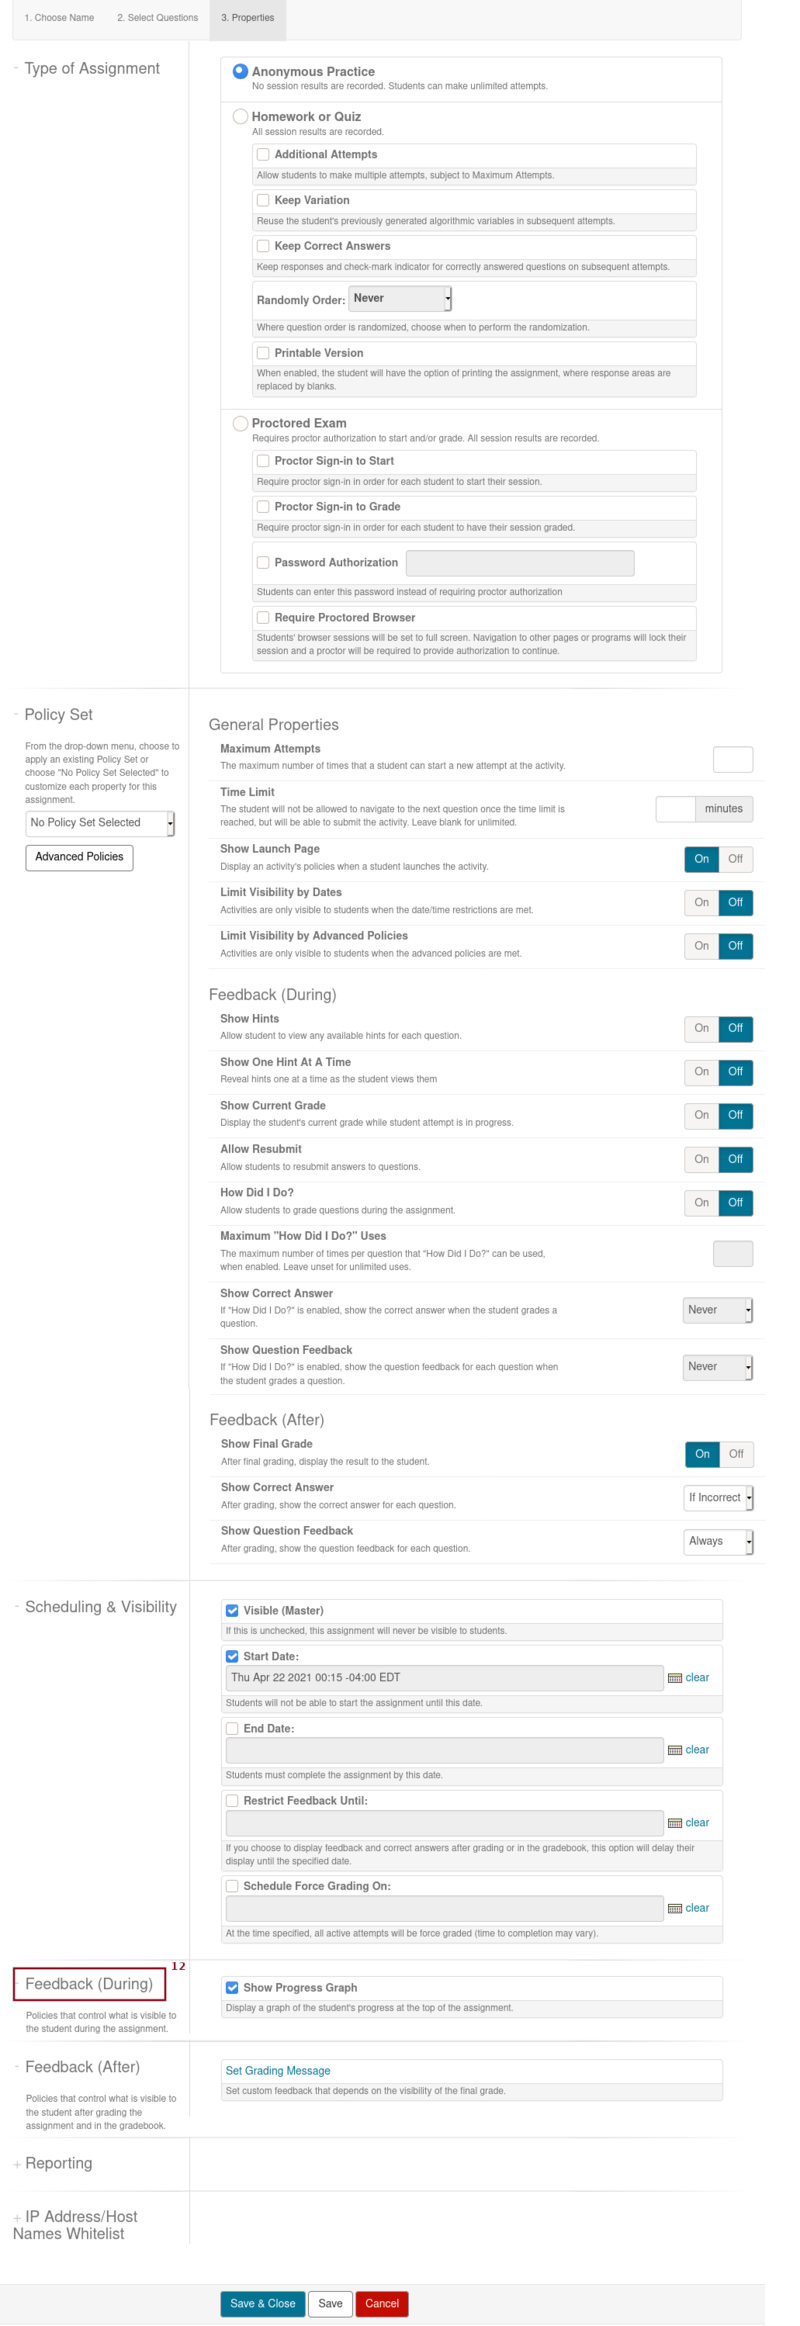 1. Choose Name 2. Select Questions 3. Properties
- Type of Assignment
Anonymous Practice
No session results are recorded. Students can make unlimited attempts.
Homework or Quiz
All session results are recorded.
Additional Attempts
Allow students to make multiple attempts, subject to Maximum Attempts.
Keep Variation
Reuse the student's previously generated algorithmic variables in subsequent attempts.
Keep Correct Answers
Keep responses and check-mark indicator for correctly answered questions on subsequent attempts.
Randomly Order: Never
Where question order is randomized, choose when to perform the randomization.
Printable Version
When enabled, the student will have the option of printing the assignment, where response areas are
replaced by blanks.
Proctored Exam
Requires proctor authorization to start and/or grade. All session results are recorded.
Proctor Sign-in to Start
Require proctor sign-in in order for each student to start their session.
Proctor Sign-in to Grade
Require proctor sign-in in order for each student to have their session graded.
Password Authorization
Students can enter this password instead of requiring proctor authorization
Require Proctored Browser
Students' browser sessions will be set to full screen. Navigation to other pages or programs will lock their
session and a proctor will be required to provide authorization to continue.
- Policy Set
From the drop-down menu, choose to
apply an existing Policy Set or
choose "No Policy Set Selected" to
customize each property for this
assignment.
No Policy Set Selected
Advanced Policies
General Properties
Maximum Attempts
The maximum number of times that a student can start a new attempt at the activity.
Time Limit
The student will not be allowed to navigate to the next question once the time limit is
reached, but will be able to submit the activity. Leave blank for unlimited.
minutes
Show Launch Page
Display an activity's policies when a student launches the activity.
On Off
Limit Visibility by Dates
Activities are only visible to students when the date/time restrictions are met.
On Off
Limit Visibility by Advanced Policies
Activities are only visible to students when the advanced policies are met.
On Off
Feedback (During)
Show Hints
Allow student to view any available hints for each question.
On Off
Show One Hint At A Time
Reveal hints one at a time as the student views them
On Off
Show Current Grade
Display the student's current grade while student attempt is in progress.
On Off
Allow Resubmit
Allow students to resubmit answers to questions.
On Off
How Did I Do?
Allow students to grade questions during the assignment.
On Off
Maximum "How Did I Do?" Uses
The maximum number of times per question that "How Did I Do?" can be used,
when enabled. Leave unset for unlimited uses.
Show Correct Answer
If "How Did I Do?" is enabled, show the correct answer when the student grades a
question.
Never
Show Question Feedback
If "How Did I Do?" is enabled, show the question feedback for each question when
the student grades a question.
Never
Feedback (After)
Show Final Grade
After final grading, display the result to the student.
On Off
Show Correct Answer
After grading, show the correct answer for each question.
If Incorrect
Show Question Feedback
After grading, show the question feedback for each question.
Always
- Scheduling & Visibility
Visible (Master)
If this is unchecked, this assignment will never be visible to students.
Start Date:
Thu Apr 22 2021 00:15 -04:00 EDT clear
Students will not be able to start the assignment until this date.
End Date:
clear
Students must complete the assignment by this date.
Restrict Feedback Until:
clear
If you choose to display feedback and correct answers after grading or in the gradebook, this option will delay their
display until the specified date.
Schedule Force Grading On:
clear
At the time specified, all active attempts will be force graded (time to completion may vary).
12
- Feedback (During)
Policies that control what is visible to
the student during the assignment.
Show Progress Graph
Display a graph of the student's progress at the top of the assignment.
- Feedback (After)
Policies that control what is visible to
the student after grading the
assignment and in the gradebook.
Set Grading Message
Set custom feedback that depends on the visibility of the final grade.
+ Reporting
+ IP Address/Host
Names Whitelist
Save & Close Save Cancel